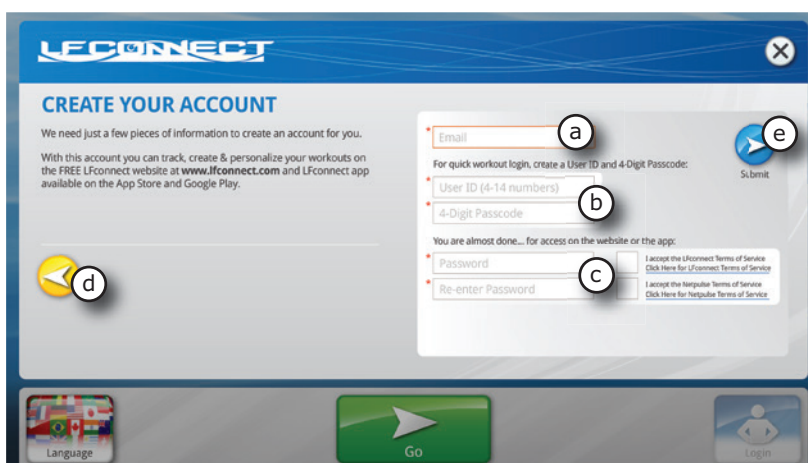 LFCONNECT
CREATE YOUR ACCOUNT
We need just a few pieces of information to create an account for you.
With this account you can track, create & personalize your workouts on
the FREE LFconnect website at www.lfconnect.com and LFconnect app
available on the App Store and Google Play.
d
* Email
a
e
Submit
For quick workout login, create a User ID and 4-Digit Passcode:
* User ID (4-14 numbers)
* 4-Digit Passcode
b
You are almost done... for access on the website or the app:
* Password
* Re-enter Password
c
I accept the LFconnect Terms of Service
Click Here for LFconnect Terms of Service
I accept the Netpulse Terms of Service
Click Here for Netpulse Terms of Service
Language
Go
Login